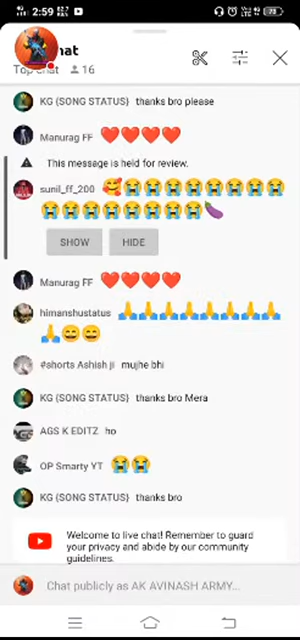 2:59
hat
Top chat 16
KG (SONG STATUS) thanks bro please
Manurag FF ❤️❤️❤️❤️
This message is held for review.
sunil_ff_200 🥰😭😭😭😭😭😭😭😭
😭😭😭😭😭😭😭😭🍆
SHOW HIDE
Manurag FF ❤️❤️❤️❤️
himanshustatus 🙏🙏🙏🙏🙏🙏🙏🙏
🙏😄😄
#shorts Ashish ji mujhe bhi
KG (SONG STATUS) thanks bro Mera
AGS K EDITZ ho
OP Smarty YT 😭😭
KG (SONG STATUS) thanks bro
Welcome to live chat! Remember to guard
your privacy and abide by our community
guidelines.
Chat publicly as AK AVINASH ARMY...